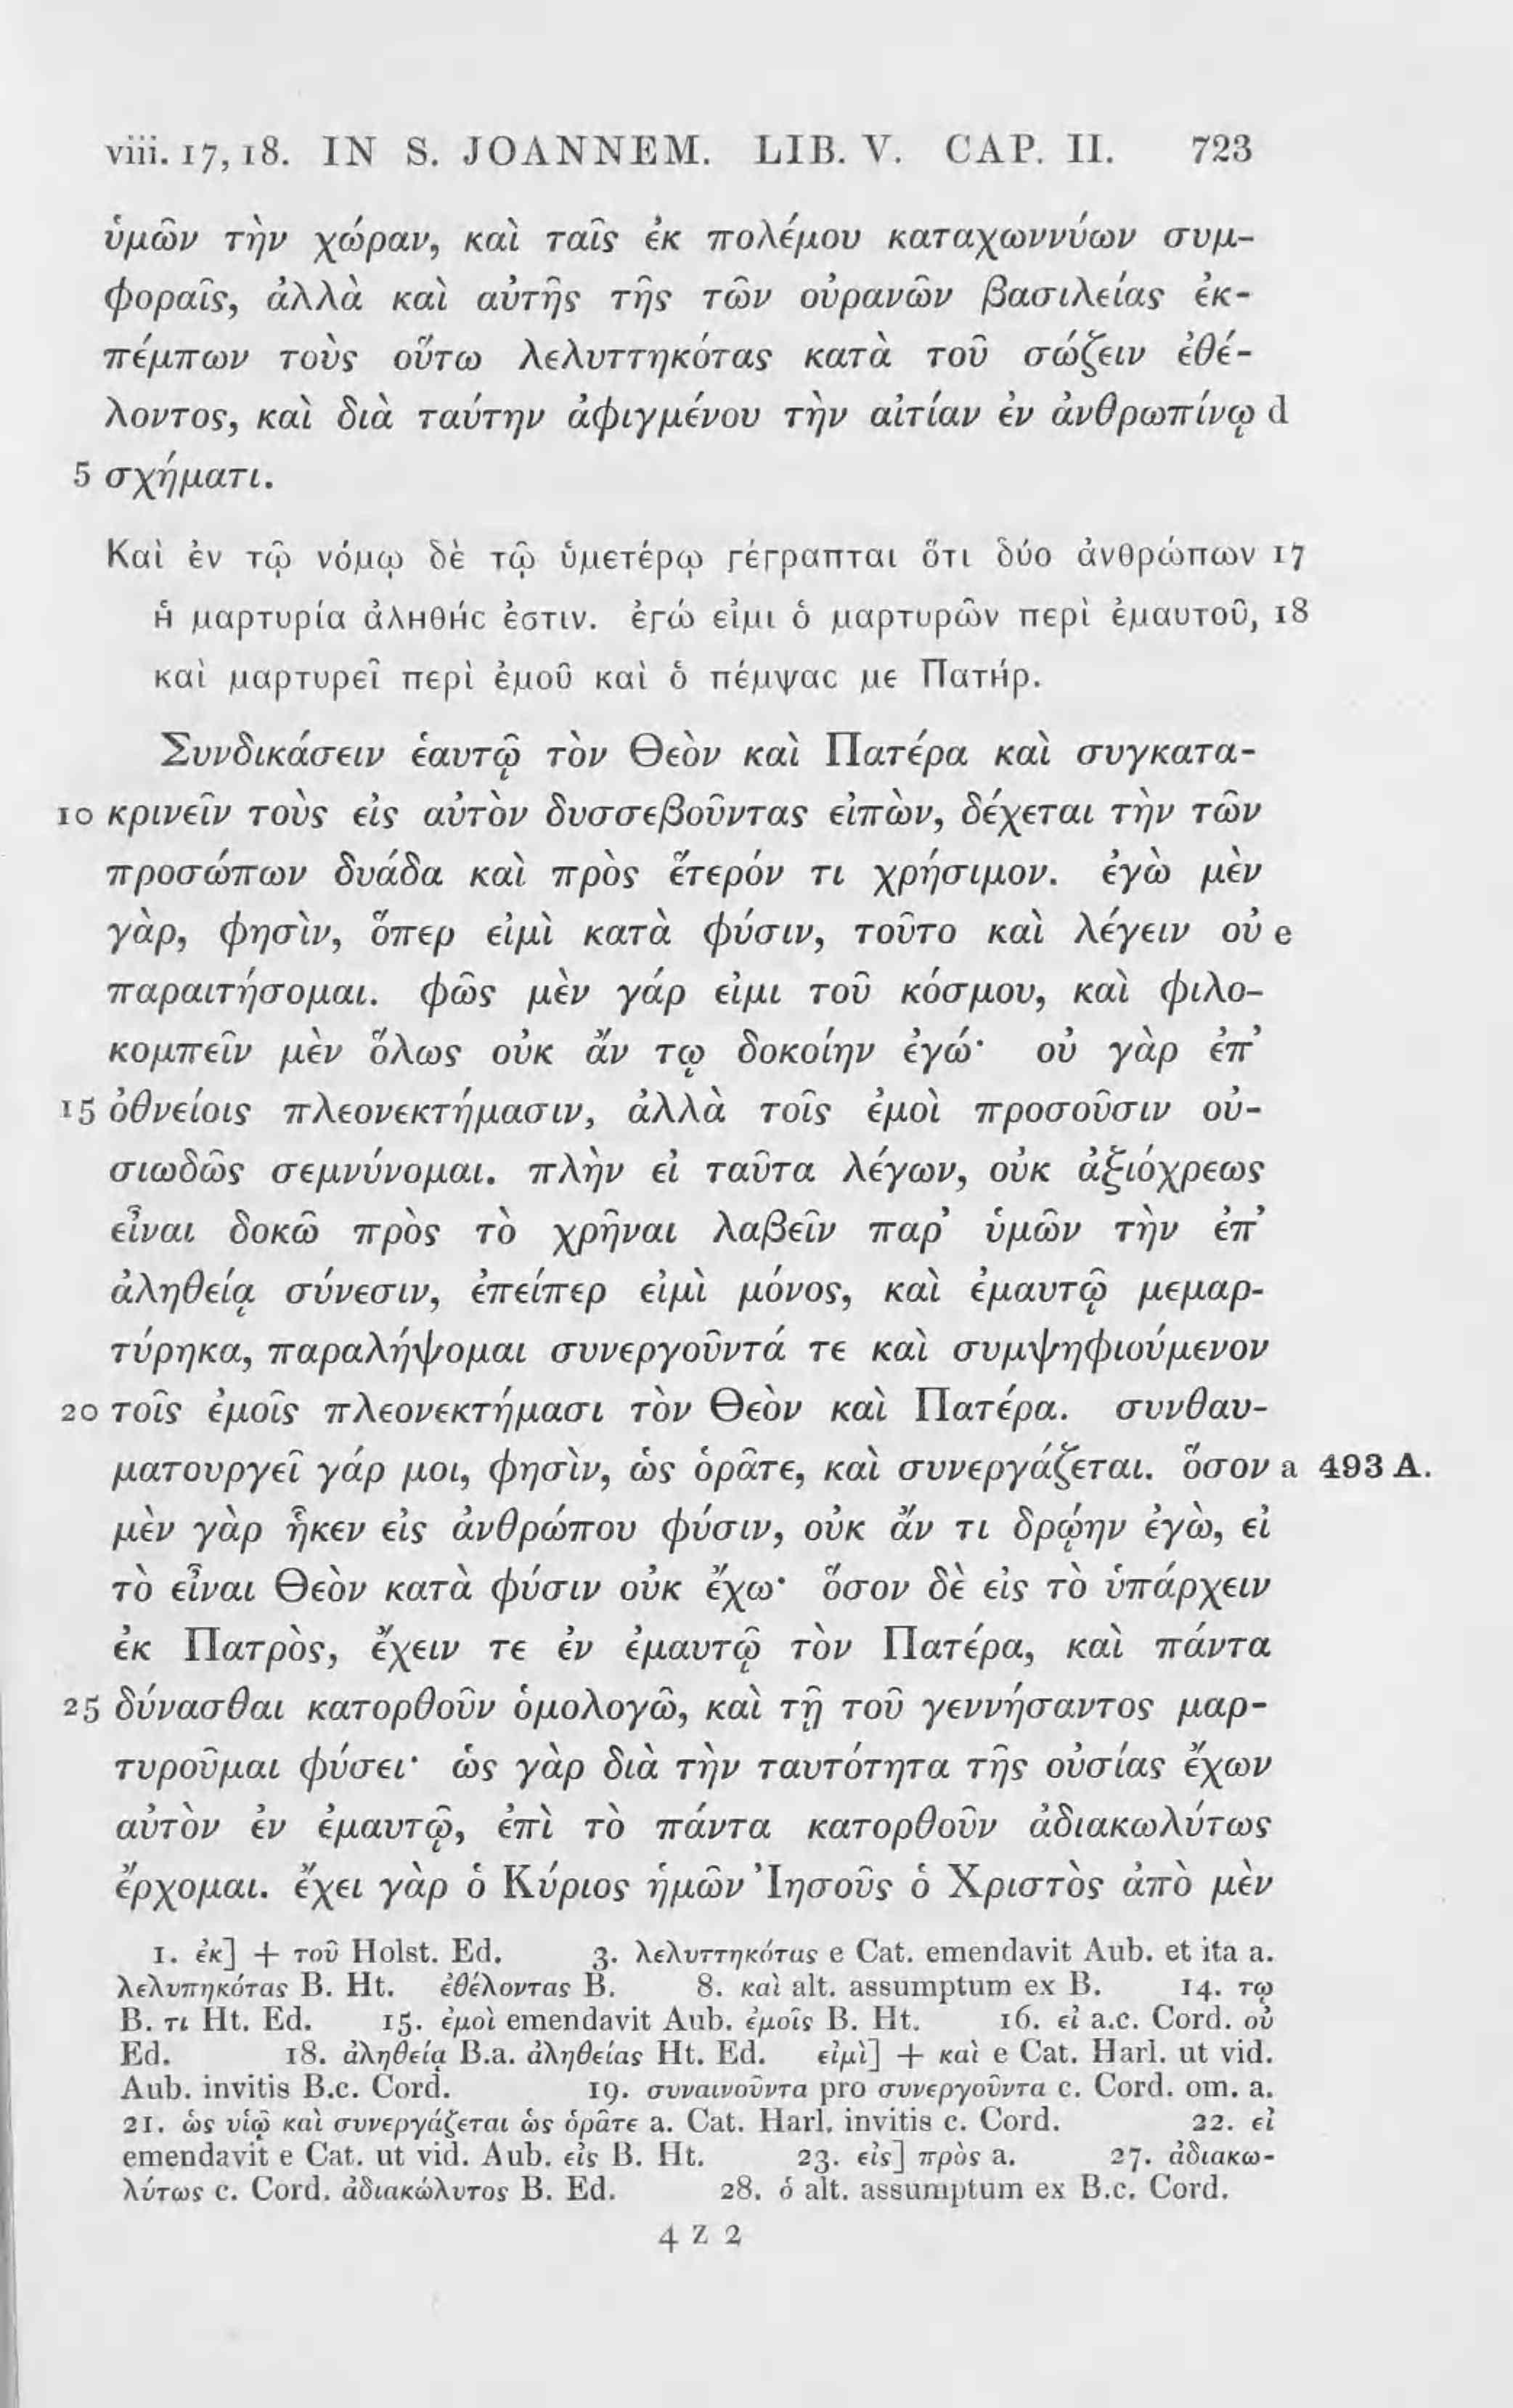 viii. 17, 18. IN S. JOANNEM. LIB. V. CAP. II. 723
ὑμῶν τὴν χώραν, καὶ ταῖς ἐκ πολέμου καταχωννύων συμ-
φοραῖς, ἀλλὰ καὶ αὐτῆς τῆς τῶν οὐρανῶν βασιλείας ἐκ-
πέμπων τοὺς οὕτω λελυττηκότας κατὰ τοῦ σώζειν ἐθέ-
λοντος, καὶ διὰ ταύτην ἀφιγμένου τὴν αἰτίαν ἐν ἀνθρωπίνῳ d
5 σχήματι.
Καὶ ἐν τῷ νόμῳ δὲ τῷ ὑμετέρῳ γέγραπται ὅτι δύο ἀνθρώπων 17
ἡ μαρτυρία ἀληθής ἐστιν. ἐγώ εἰμι ὁ μαρτυρῶν περὶ ἐμαυτοῦ, 18
καὶ μαρτυρεῖ περὶ ἐμοῦ καὶ ὁ πέμψας με Πατήρ.
Συνδικάσειν ἑαυτῷ τὸν Θεὸν καὶ Πατέρα καὶ συγκατα-
10 κρινεῖν τοὺς εἰς αὐτὸν δυσσεβοῦντας εἰπὼν, δέχεται τὴν τῶν
προσώπων δυάδα καὶ πρὸς ἕτερόν τι χρήσιμον. ἐγὼ μὲν
γὰρ, φησὶν, ὅπερ εἰμὶ κατὰ φύσιν, τοῦτο καὶ λέγειν οὐ e
παραιτήσομαι. φῶς μὲν γάρ εἰμι τοῦ κόσμου, καὶ φιλο-
κομπεῖν μὲν ὅλως οὐκ ἄν τῳ δοκοίην ἐγώ· οὐ γὰρ ἐπ’
15 ὀθνείοις πλεονεκτήμασιν, ἀλλὰ τοῖς ἐμοὶ προσοῦσιν οὐ-
σιωδῶς σεμνύνομαι. πλὴν εἰ ταῦτα λέγων, οὐκ ἀξιόχρεως
εἶναι δοκῶ πρὸς τὸ χρῆναι λαβεῖν παρ’ ὑμῶν τὴν ἐπ’
ἀληθείᾳ σύνεσιν, ἐπείπερ εἰμὶ μόνος, καὶ ἐμαυτῷ μεμαρ-
τύρηκα, παραλήψομαι συνεργοῦντά τε καὶ συμψηφιούμενον
20 τοῖς ἐμοῖς πλεονεκτήμασι τὸν Θεὸν καὶ Πατέρα. συνθαυ-
ματουργεῖ γάρ μοι, φησὶν, ὡς ὁρᾶτε, καὶ συνεργάζεται. ὅσον a 493 A.
μὲν γὰρ ἧκεν εἰς ἀνθρώπου φύσιν, οὐκ ἄν τι δρῴην ἐγὼ, εἰ
τὸ εἶναι Θεὸν κατὰ φύσιν οὐκ ἔχω· ὅσον δὲ εἰς τὸ ὑπάρχειν
ἐκ Πατρὸς, ἔχειν τε ἐν ἐμαυτῷ τὸν Πατέρα, καὶ πάντα
25 δύνασθαι κατορθοῦν ὁμολογῶ, καὶ τῇ τοῦ γεννήσαντος μαρ-
τυροῦμαι φύσει· ὡς γὰρ διὰ τὴν ταυτότητα τῆς οὐσίας ἔχων
αὐτὸν ἐν ἐμαυτῷ, ἐπὶ τὸ πάντα κατορθοῦν ἀδιακωλύτως
ἔρχομαι. ἔχει γὰρ ὁ Κύριος ἡμῶν Ἰησοῦς ὁ Χριστὸς ἀπὸ μὲν
1. ἐκ] + τοῦ Holst. Ed. 3. λελυττηκότας e Cat. emendavit Aub. et ita a.
λελυπηκότας B. Ht. ἐθέλοντας B. 8. καὶ alt. assumptum ex B. 14. τῳ
B. τι Ht. Ed. 15. ἐμοὶ emendavit Aub. ἐμοῖς B. Ht. 16. εἰ a.c. Cord. οὐ
Ed. 18. ἀληθείᾳ B.a. ἀληθείας Ht. Ed. εἰμὶ] + καὶ e Cat. Harl. ut vid.
Aub. invitis B.c. Cord. 19. συναινοῦντα pro συνεργοῦντα c. Cord. om. a.
21. ὡς υἱῷ καὶ συνεργάζεται ὡς ὁρᾶτε a. Cat. Harl. invitis c. Cord. 22. εἰ
emendavit e Cat. ut vid. Aub. εἰς B. Ht. 23. εἰς] πρὸς a. 27. ἀδιακω-
λύτως c. Cord. ἀδιακώλυτος B. Ed. 28. ὁ alt. assumptum ex B.c. Cord.
4 Z 2